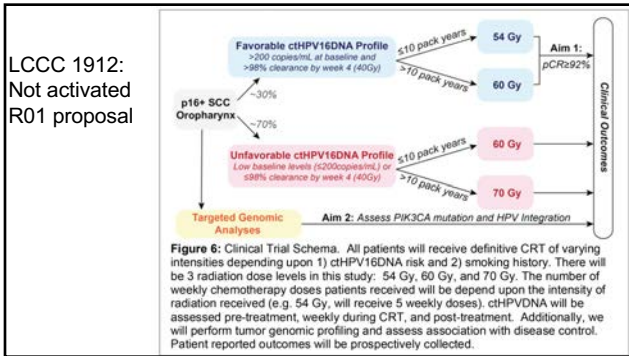 LCCC 1912:
Not activated
R01 proposal
Favorable ctHPV16DNA Profile
>200 copies/mL at baseline and
>98% clearance by week 4 (40Gy)
≤10 pack years
>10 pack years
54 Gy
60 Gy
Aim 1:
pCR≥92%
~30%
p16+ SCC
Oropharynx
~70%
Unfavorable ctHPV16DNA Profile
Low baseline levels (≤200copies/mL) or
≤98% clearance by week 4 (40Gy)
≤10 pack years
>10 pack years
60 Gy
70 Gy
Clinical Outcomes
Targeted Genomic
Analyses
Aim 2: Assess PIK3CA mutation and HPV Integration
Figure 6: Clinical Trial Schema. All patients will receive definitive CRT of varying
intensities depending upon 1) ctHPV16DNA risk and 2) smoking history. There will
be 3 radiation dose levels in this study: 54 Gy, 60 Gy, and 70 Gy. The number of
weekly chemotherapy doses patients received will be depend upon the intensity of
radiation received (e.g. 54 Gy, will receive 5 weekly doses). ctHPVDNA will be
assessed pre-treatment, weekly during CRT, and post-treatment. Additionally, we
will perform tumor genomic profiling and assess association with disease control.
Patient reported outcomes will be prospectively collected.